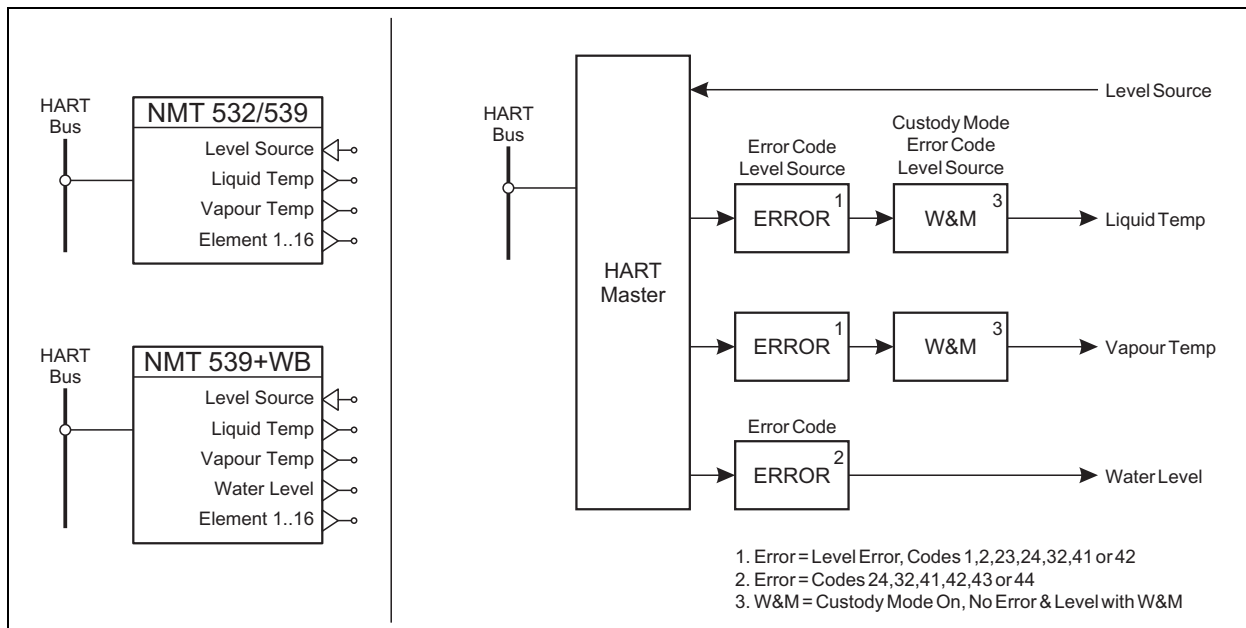 HART
Bus
NMT 532/539
Level Source
Liquid Temp
Vapour Temp
Element 1..16
HART
Bus
NMT 539+WB
Level Source
Liquid Temp
Vapour Temp
Water Level
Element 1..16
HART
Bus
HART
Master
Level Source
Error Code
Level Source
ERROR 1
Custody Mode
Error Code
Level Source
W&M 3
Liquid Temp
ERROR 1
W&M 3
Vapour Temp
Error Code
ERROR 2
Water Level
1. Error = Level Error, Codes 1,2,23,24,32,41 or 42
2. Error = Codes 24,32,41,42,43 or 44
3. W&M = Custody Mode On, No Error & Level with W&M